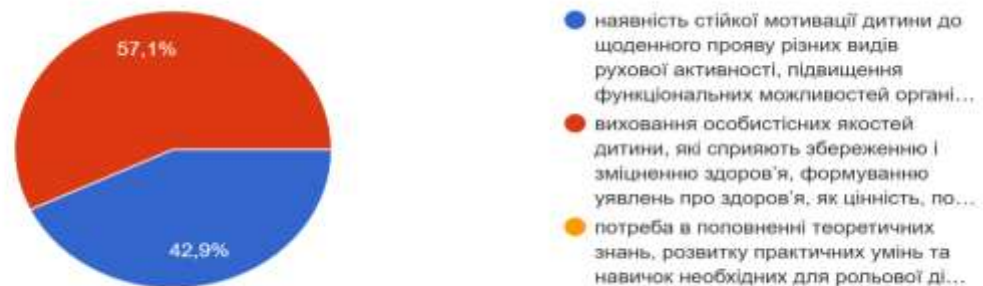 57,1%
42,9%
наявність стійкої мотивації дитини до
щоденного прояву різних видів
рухової активності, підвищення
функціональних можливостей органі...
виховання особистісних якостей
дитини, які сприяють збереженню і
зміцненню здоров'я, формуванню
уявлень про здоров'я, як цінність, по...
потреба в поповненні теоретичних
знань, розвитку практичних умінь та
навичок необхідних для рольової ді...